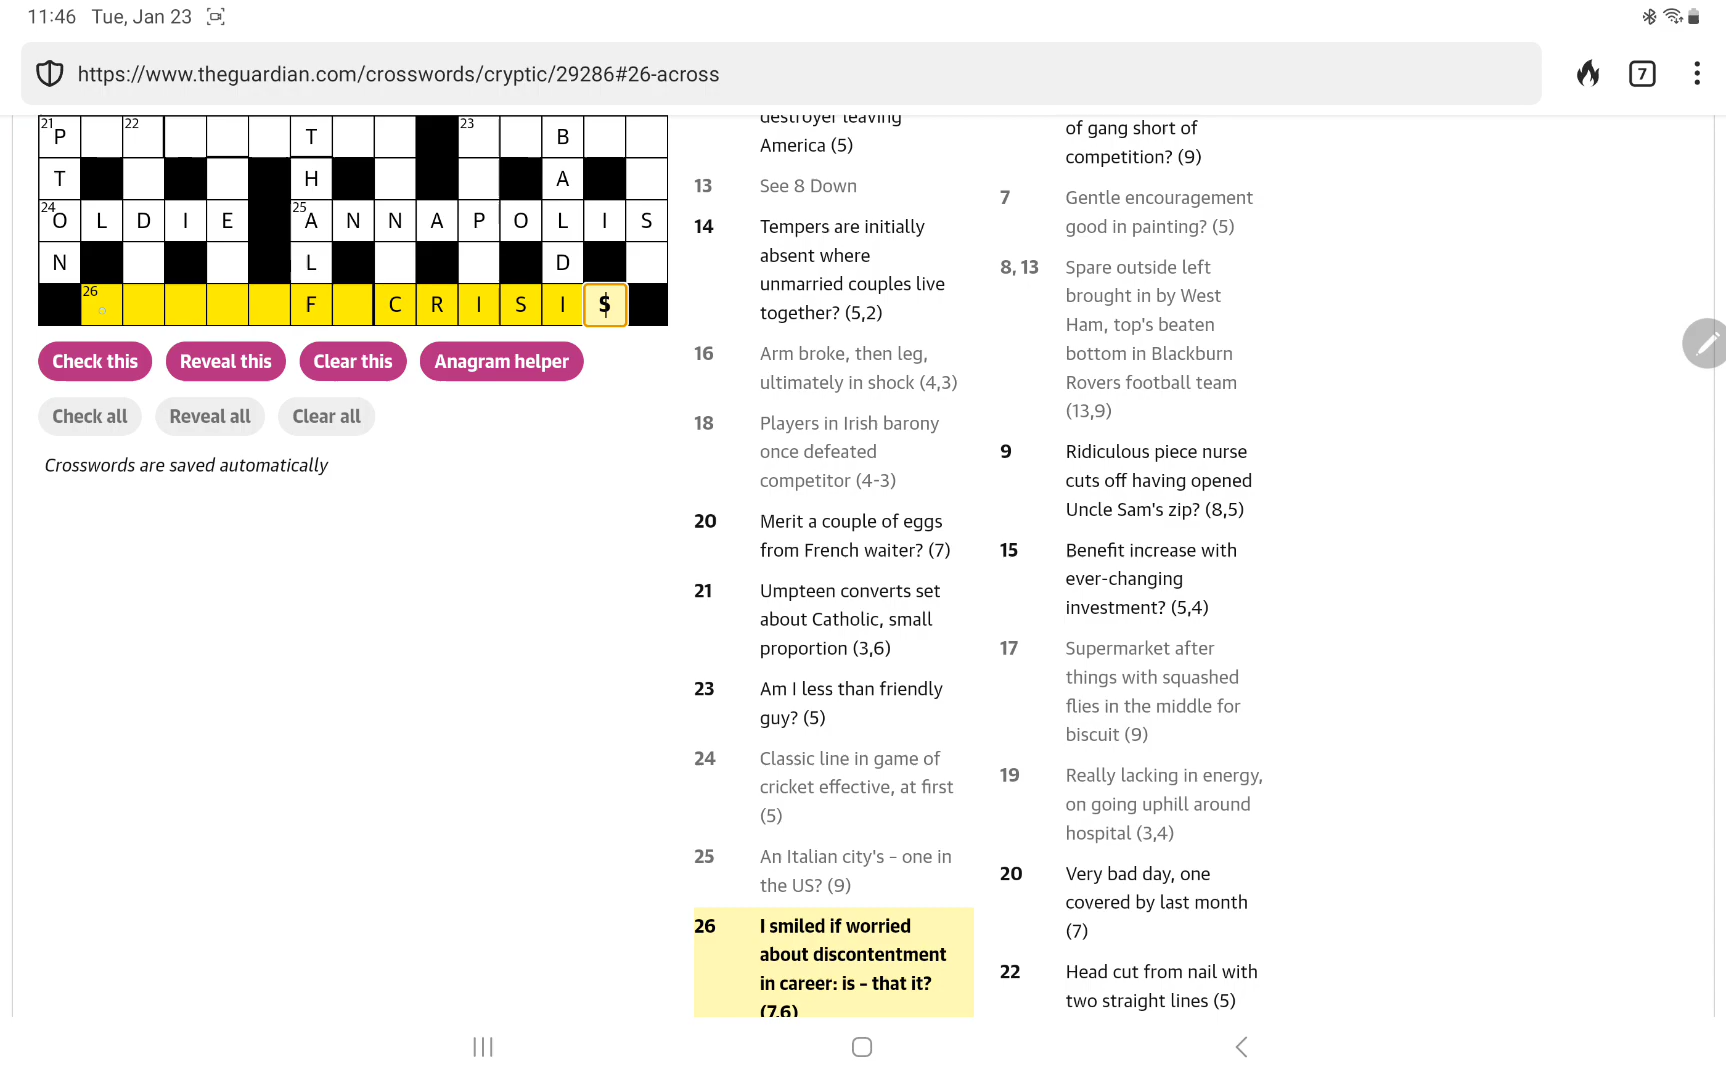 11:46 Tue, Jan 23
https://www.theguardian.com/crosswords/cryptic/29286#26-across
7
21 P 22 T 23 B
T H A
24 O L D I E 25 A N N A P O L I S
N L D
26 F C R I S I $
Check this Reveal this Clear this Anagram helper
Check all Reveal all Clear all
Crosswords are saved automatically
destroyer leaving
America (5)
13 See 8 Down
14 Tempers are initially
absent where
unmarried couples live
together? (5,2)
16 Arm broke, then leg,
ultimately in shock (4,3)
18 Players in Irish barony
once defeated
competitor (4-3)
20 Merit a couple of eggs
from French waiter? (7)
21 Umpteen converts set
about Catholic, small
proportion (3,6)
23 Am I less than friendly
guy? (5)
24 Classic line in game of
cricket effective, at first
(5)
25 An Italian city's – one in
the US? (9)
26 I smiled if worried
about discontentment
in career: is – that it?
(7,6)
of gang short of
competition? (9)
7 Gentle encouragement
good in painting? (5)
8, 13 Spare outside left
brought in by West
Ham, top's beaten
bottom in Blackburn
Rovers football team
(13,9)
9 Ridiculous piece nurse
cuts off having opened
Uncle Sam's zip? (8,5)
15 Benefit increase with
ever-changing
investment? (5,4)
17 Supermarket after
things with squashed
flies in the middle for
biscuit (9)
19 Really lacking in energy,
on going uphill around
hospital (3,4)
20 Very bad day, one
covered by last month
(7)
22 Head cut from nail with
two straight lines (5)